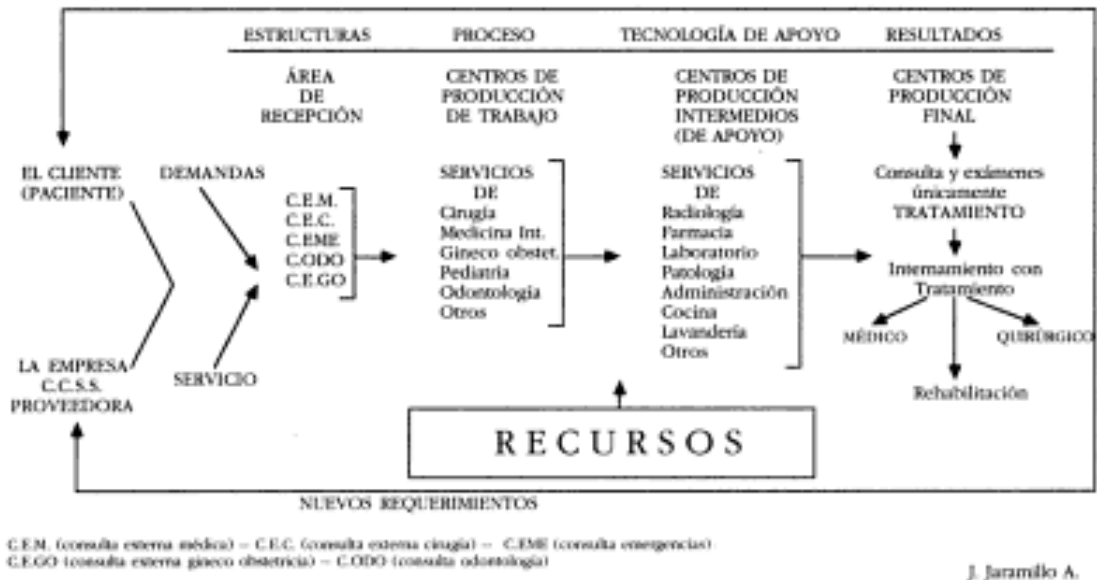 ESTRUCTURAS PROCESO TECNOLOGÍA DE APOYO RESULTADOS
ÁREA
DE
RECEPCIÓN
CENTROS DE
PRODUCCIÓN
DE TRABAJO
CENTROS DE
PRODUCCIÓN
INTERMEDIOS
(DE APOYO)
CENTROS DE
PRODUCCIÓN
FINAL
EL CLIENTE
(PACIENTE)
DEMANDAS
C.E.M.
C.E.C.
C.EME
C.ODO
C.E.GO
SERVICIOS
DE
Cirugía
Medicina Int.
Gineco obstet.
Pediatría
Odontología
Otros
SERVICIOS
DE
Radiología
Farmacia
Laboratorio
Patología
Administración
Cocina
Lavandería
Otros
Consulta y exámenes
únicamente
TRATAMIENTO
Internamiento con
Tratamiento
MÉDICO
QUIRÚRGICO
Rehabilitación
LA EMPRESA
C.C.S.S.
PROVEEDORA
SERVICIO
RECURSOS
NUEVOS REQUERIMIENTOS
C.E.M. (consulta externa médica) – C.E.C. (consulta externa cirugía) – C.EME (consulta emergencias)
C.E.GO (consulta externa gineco obstetricia) – C.ODO (consulta odontología)
J. Jaramillo A.